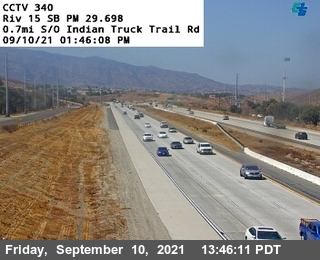 CCTV 340
Riv 15 SB PM 29.698
0.7mi S/O Indian Truck Trail Rd
09/10/21 01:46:08 PM
Friday, September 10, 2021 13:46:11 PDT